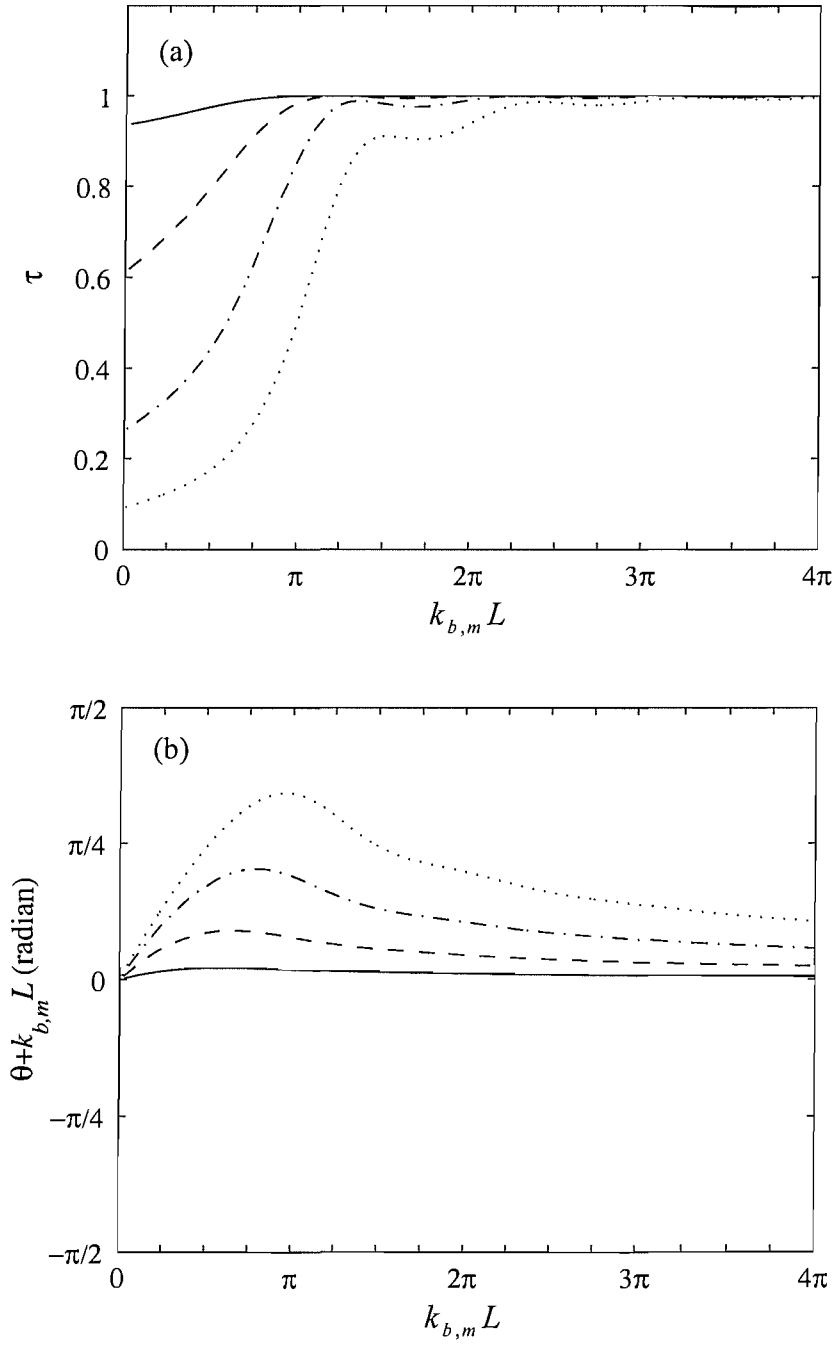 (a)
1
0.8
0.6
0.4
0.2
0
τ
0 π 2π 3π 4π
k_{b,m} L
(b)
π/2
π/4
0
−π/4
−π/2
θ+k_{b,m}L (radian)
0 π 2π 3π 4π
k_{b,m} L